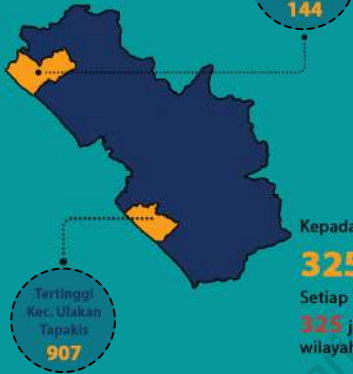 144
Kepada
325
Setiap
325 j
wilayah
Tertinggi
Kec. Ulakan
Tapakis
907